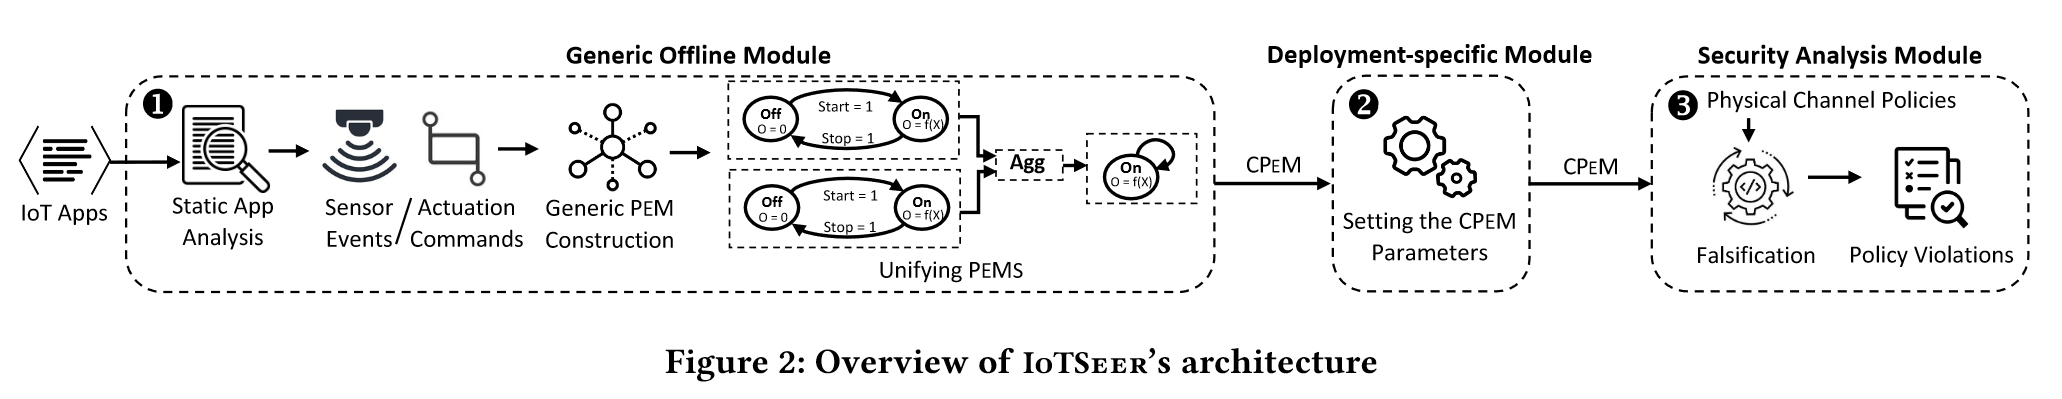 Generic Offline Module
Deployment-specific Module
Security Analysis Module
IoT Apps
❶
Static App
Analysis
Sensor
Events
/
Actuation
Commands
Generic PEM
Construction
Off
O = 0
Start = 1
Stop = 1
On
O = f(X)
Off
O = 0
Start = 1
Stop = 1
On
O = f(X)
Agg
On
O = f(X)
Unifying PEMS
CPEM
❷
Setting the CPEM
Parameters
CPEM
❸
Physical Channel Policies
</>
Falsification
Policy Violations
Figure 2: Overview of IoTSeer's architecture